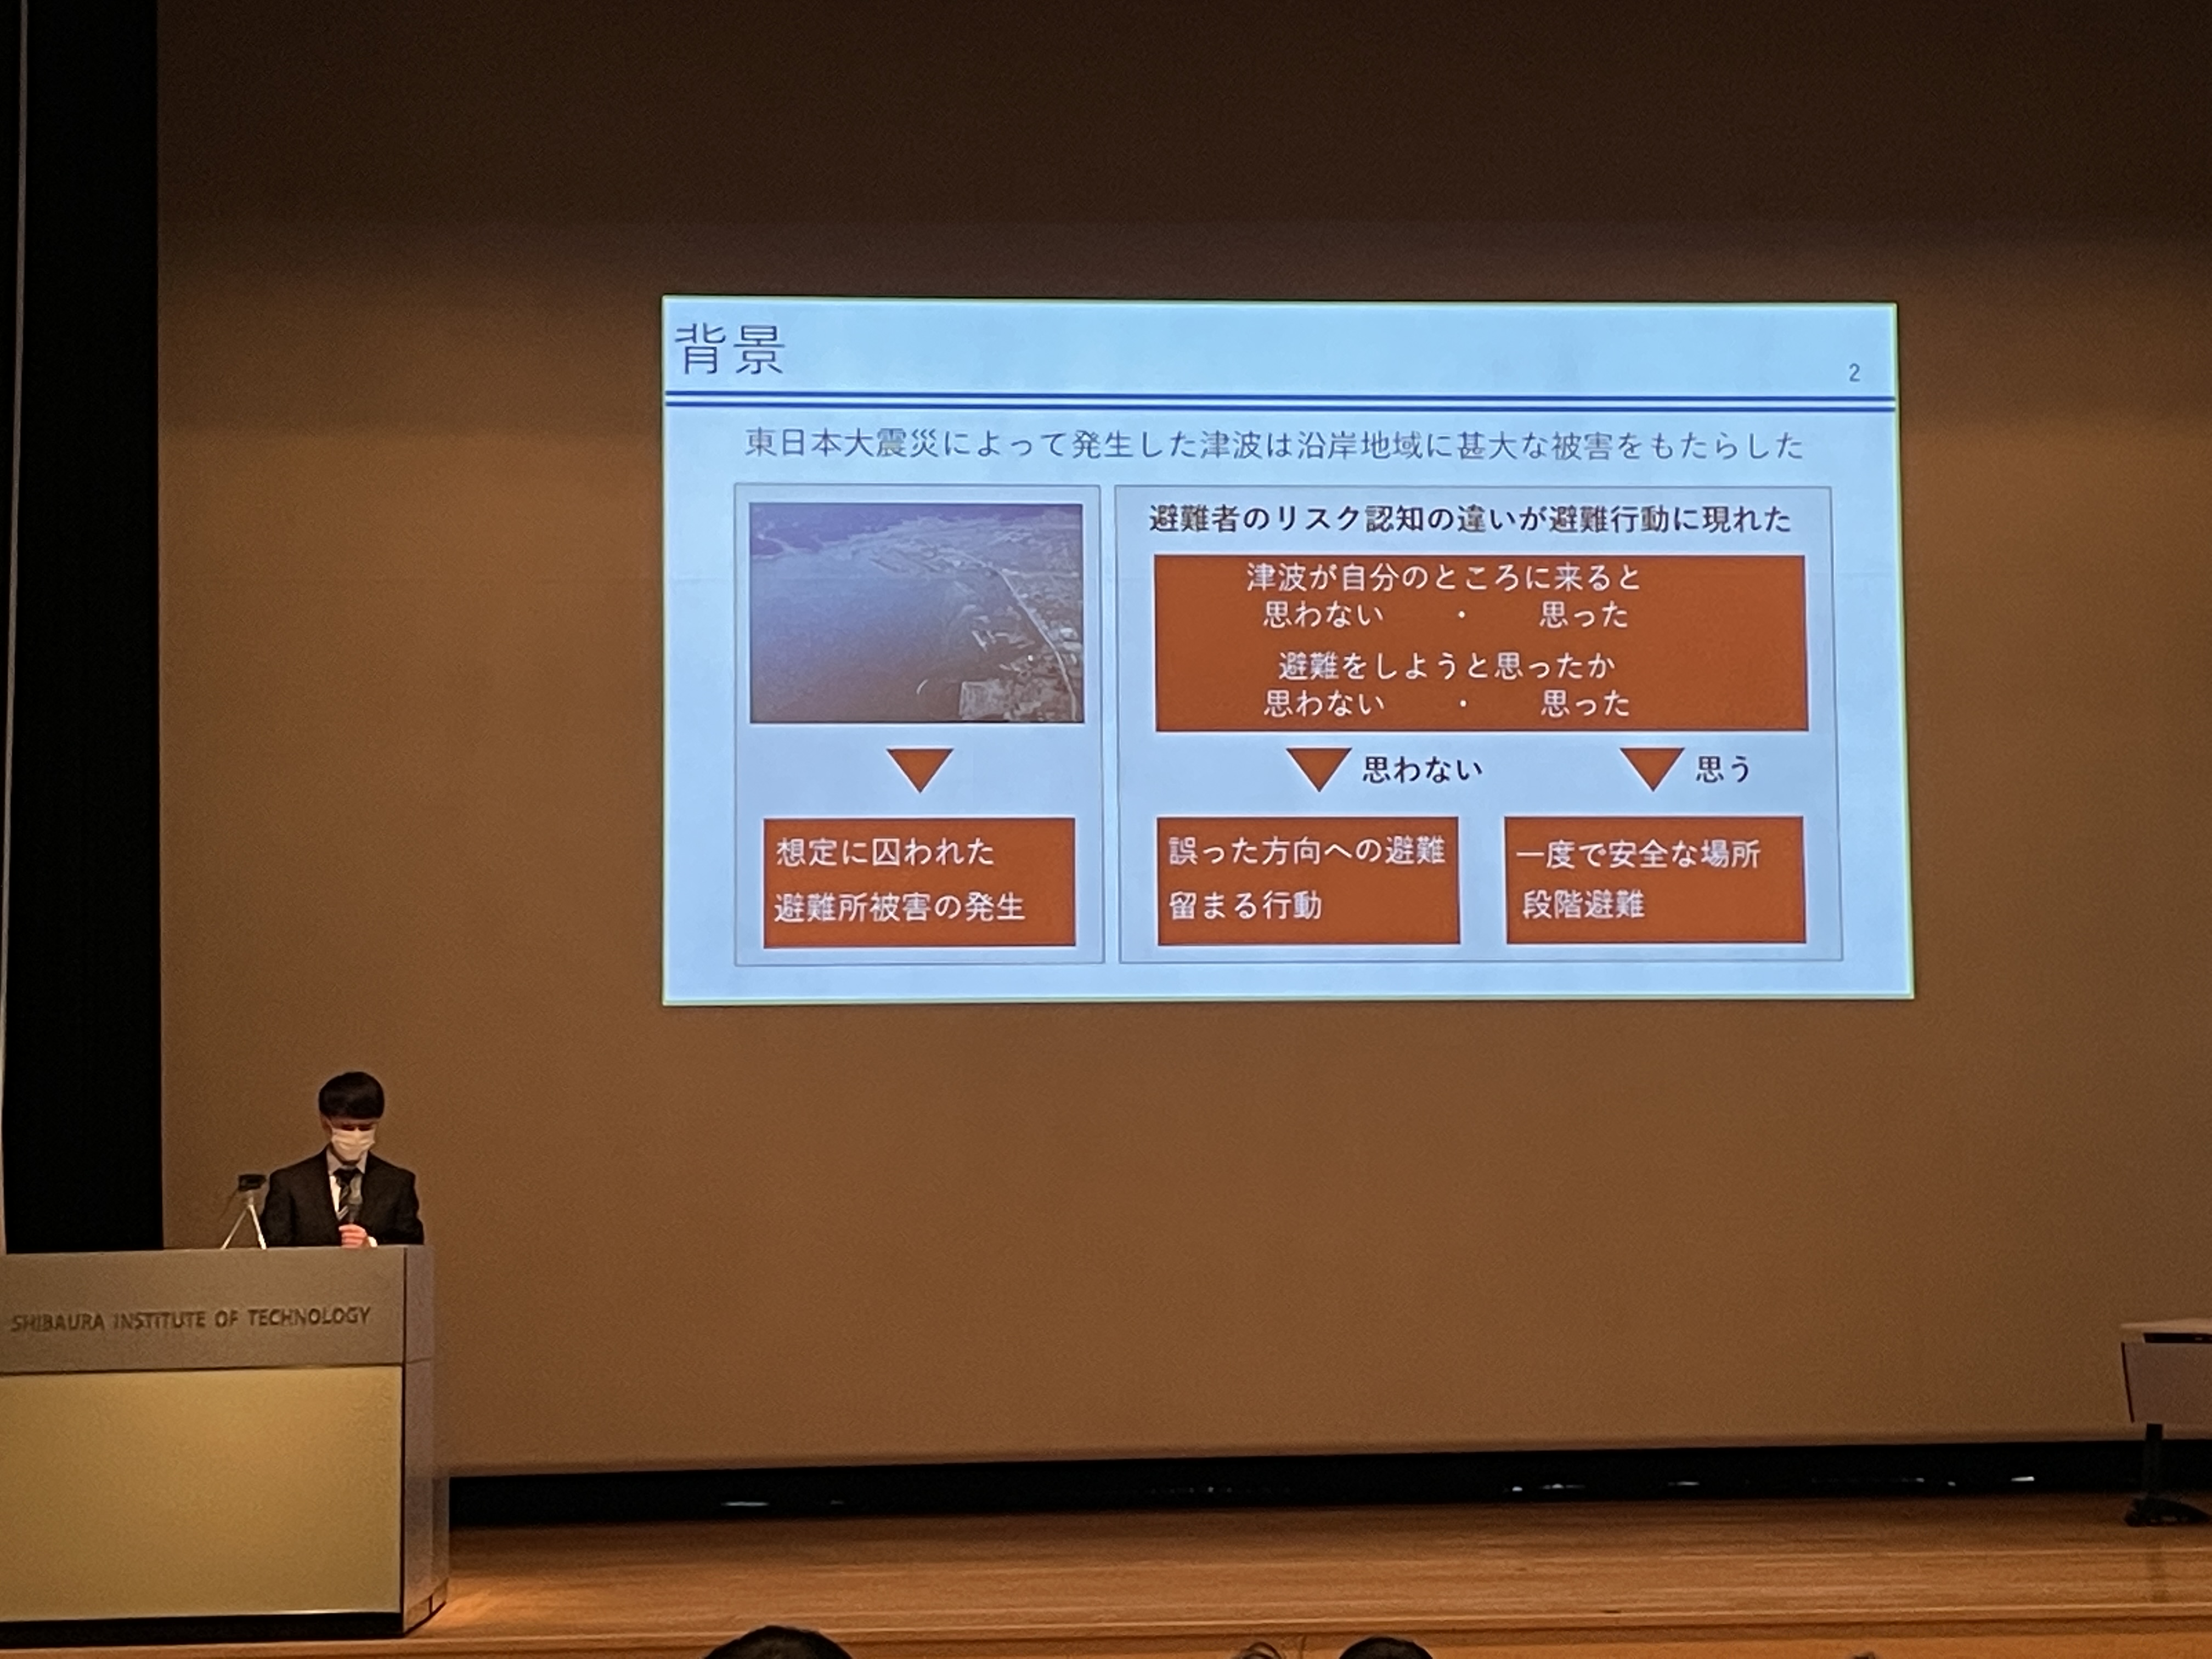 背景
2
東日本大震災によって発生した津波は沿岸地域に甚大な被害をもたらした
避難者のリスク認知の違いが避難行動に現れた
津波が自分のところに来ると
思わない ・ 思った
避難をしようと思ったか
思わない ・ 思った
思わない
思う
想定に囚われた
避難所被害の発生
誤った方向への避難
留まる行動
一度で安全な場所
段階避難
SHIBAURA INSTITUTE OF TECHNOLOGY